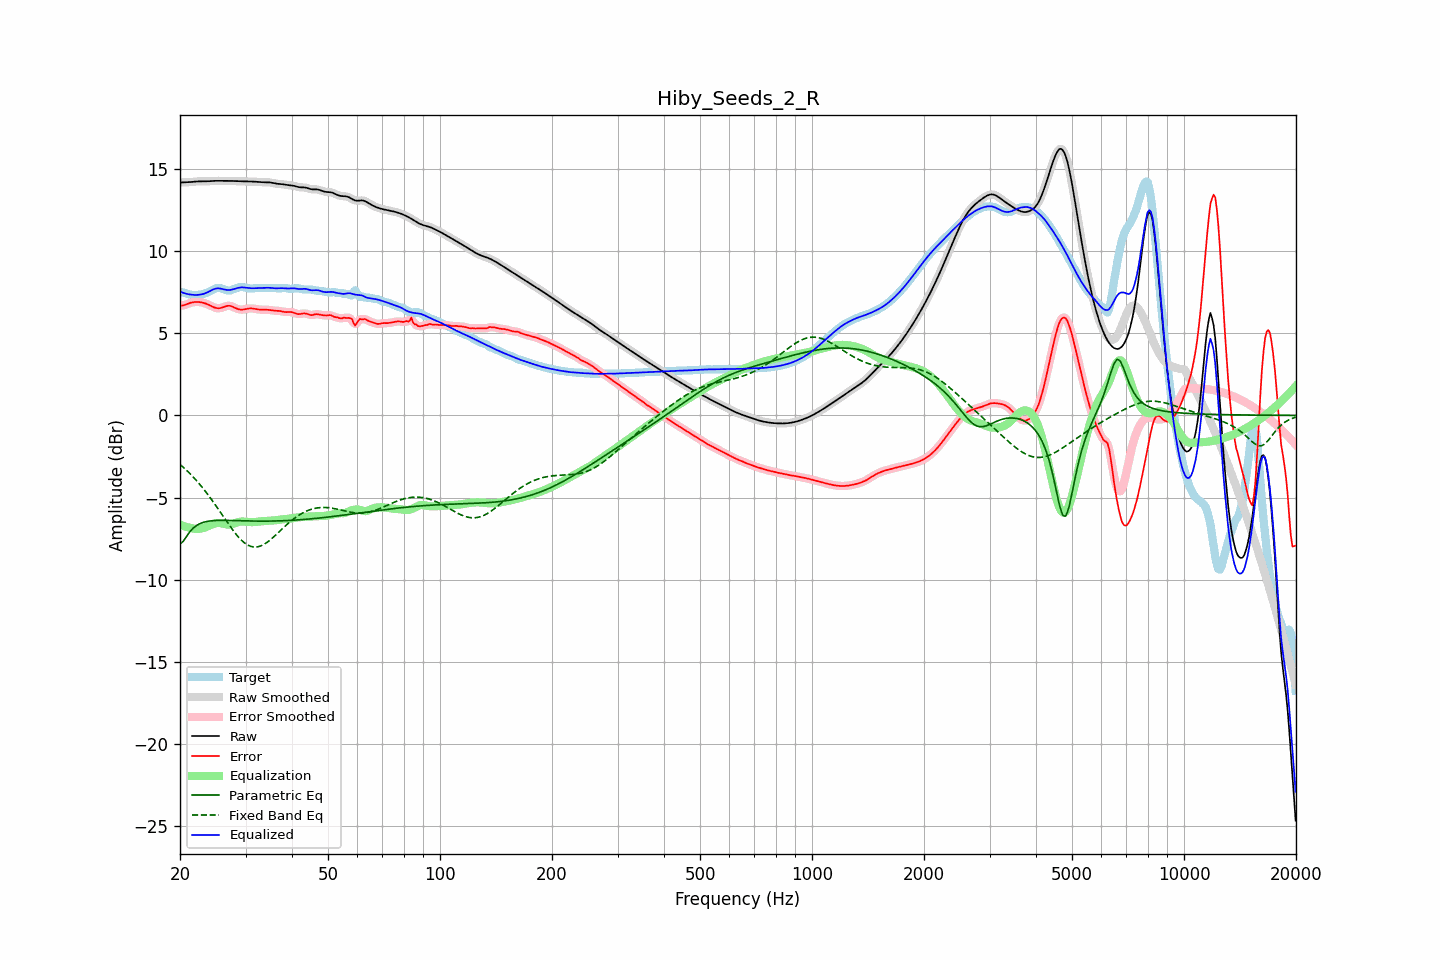 Hiby_Seeds_2_R
15
10
5
0
−5
−10
−15
−20
−25
Amplitude (dBr)
Target
Raw Smoothed
Error Smoothed
Raw
Error
Equalization
Parametric Eq
Fixed Band Eq
Equalized
20 50 100 200 500 1000 2000 5000 10000 20000
Frequency (Hz)